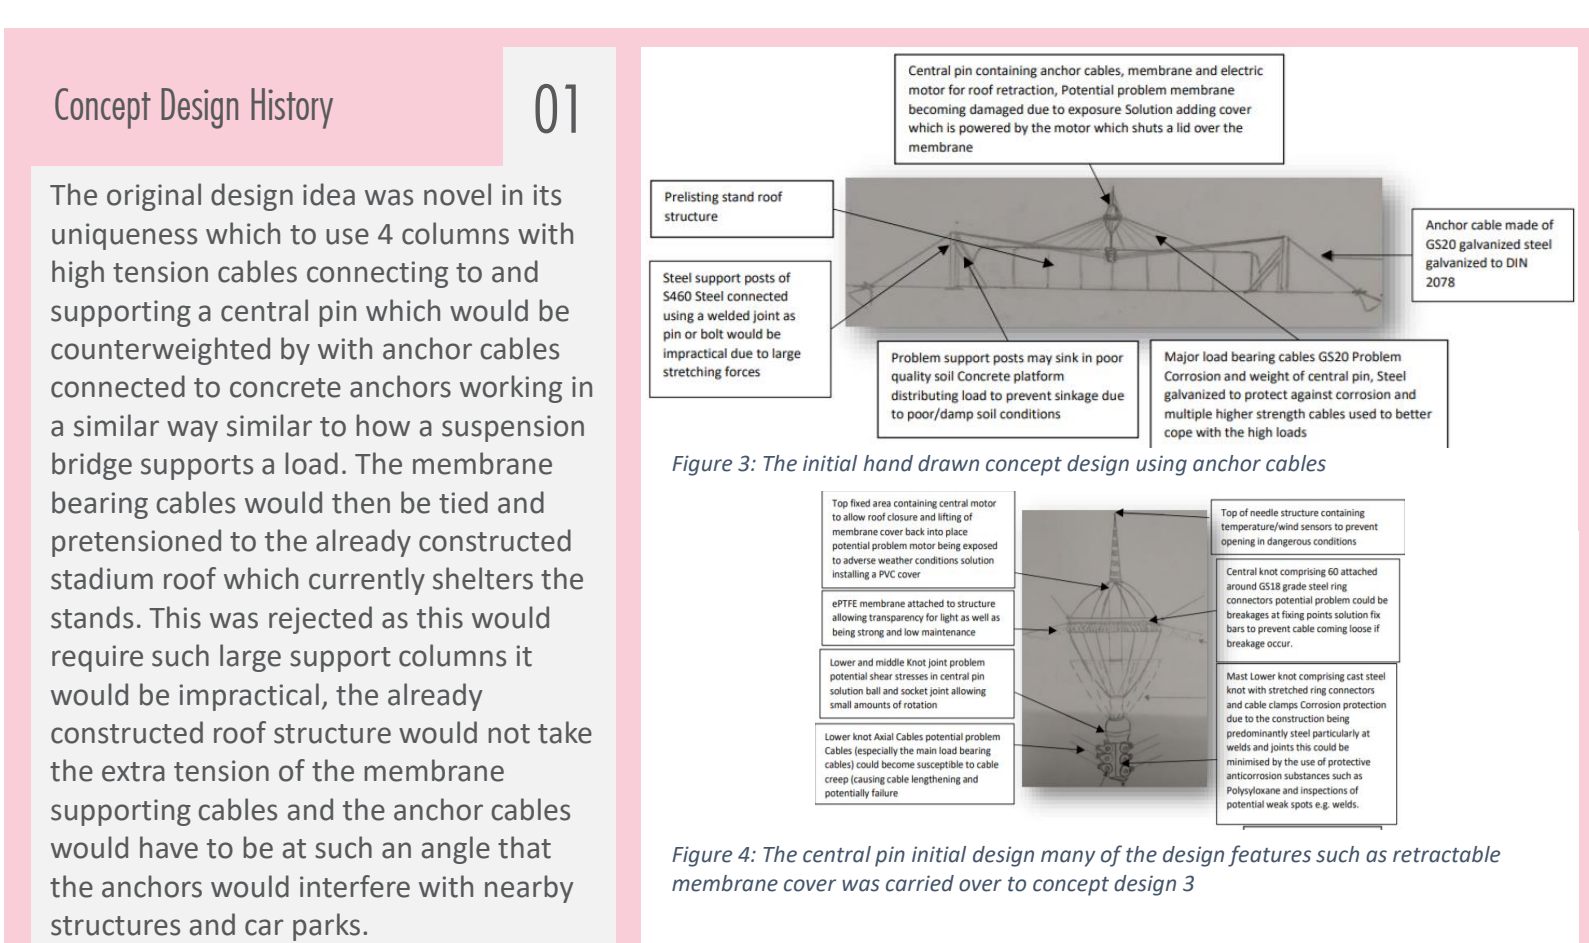 Concept Design History
01
The original design idea was novel in its
uniqueness which to use 4 columns with
high tension cables connecting to and
supporting a central pin which would be
counterweighted by with anchor cables
connected to concrete anchors working in
a similar way similar to how a suspension
bridge supports a load. The membrane
bearing cables would then be tied and
pretensioned to the already constructed
stadium roof which currently shelters the
stands. This was rejected as this would
require such large support columns it
would be impractical, the already
constructed roof structure would not take
the extra tension of the membrane
supporting cables and the anchor cables
would have to be at such an angle that
the anchors would interfere with nearby
structures and car parks.
Central pin containing anchor cables, membrane and electric
motor for roof retraction, Potential problem membrane
becoming damaged due to exposure Solution adding cover
which is powered by the motor which shuts a lid over the
membrane
Prelisting stand roof
structure
Steel support posts of
S460 Steel connected
using a welded joint as
pin or bolt would be
impractical due to large
stretching forces
Anchor cable made of
GS20 galvanized steel
galvanized to DIN
2078
Problem support posts may sink in poor
quality soil Concrete platform
distributing load to prevent sinkage due
to poor/damp soil conditions
Major load bearing cables GS20 Problem
Corrosion and weight of central pin, Steel
galvanized to protect against corrosion and
multiple higher strength cables used to better
cope with the high loads
Figure 3: The initial hand drawn concept design using anchor cables
Top fixed area containing central motor
to allow roof closure and lifting of
membrane cover back into place
potential problem motor being exposed
to adverse weather conditions solution
installing a PVC cover
ePTFE membrane attached to structure
allowing transparency for light as well as
being strong and low maintenance
Lower and middle Knot joint problem
potential shear stresses in central pin
solution ball and socket joint allowing
small amounts of rotation
Lower knot Axial Cables potential problem
Cables (especially the main load bearing
cables) could become susceptible to cable
creep (causing cable lengthening and
potentially failure
Top of needle structure containing
temperature/wind sensors to prevent
opening in dangerous conditions
Central knot comprising 60 attached
around GS18 grade steel ring
connectors potential problem could be
breakages at fixing points solution fix
bars to prevent cable coming loose if
breakage occur.
Mast Lower knot comprising cast steel
knot with stretched ring connectors
and cable clamps Corrosion protection
due to the construction being
predominantly steel particularly at
welds and joints this could be
minimised by the use of protective
anticorrosion substances such as
Polysyloxane and inspections of
potential weak spots e.g. welds.
Figure 4: The central pin initial design many of the design features such as retractable
membrane cover was carried over to concept design 3